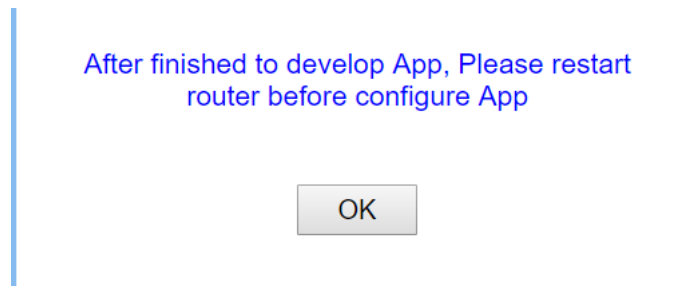 After finished to develop App, Please restart
router before configure App
OK